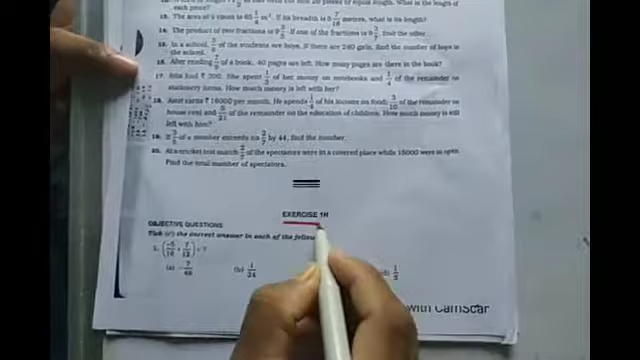 each piece?
13. The area of a room is 65 1/4 m². If its breadth is 5 7/16 metres, what is its length?
14. The product of two fractions is 9 3/5. If one of the fractions is 9 3/7, find the other.
15. In a school, 5/8 of the students are boys. If there are 240 girls, find the number of boys in
the school.
16. After reading 7/9 of a book, 40 pages are left. How many pages are there in the book?
17. Rita had ₹ 300. She spent 1/3 of her money on notebooks and 1/4 of the remainder on
stationery items. How much money is left with her?
18. Amit earns ₹ 16000 per month. He spends 1/4 of his income on food; 3/10 of the remainder on
house rent and 5/21 of the remainder on the education of children. How much money is still
left with him?
19. If 3/5 of a number exceeds its 2/7 by 44, find the number.
20. At a cricket test match 2/7 of the spectators were in a covered place while 15000 were in open.
Find the total number of spectators.
EXERCISE 1H
OBJECTIVE QUESTIONS
Tick (✓) the correct answer in each of the
1. (-5/16 + 7/12) = ?
(a) -7/48 (b) 1/24 (d) 1/3
with CamScar